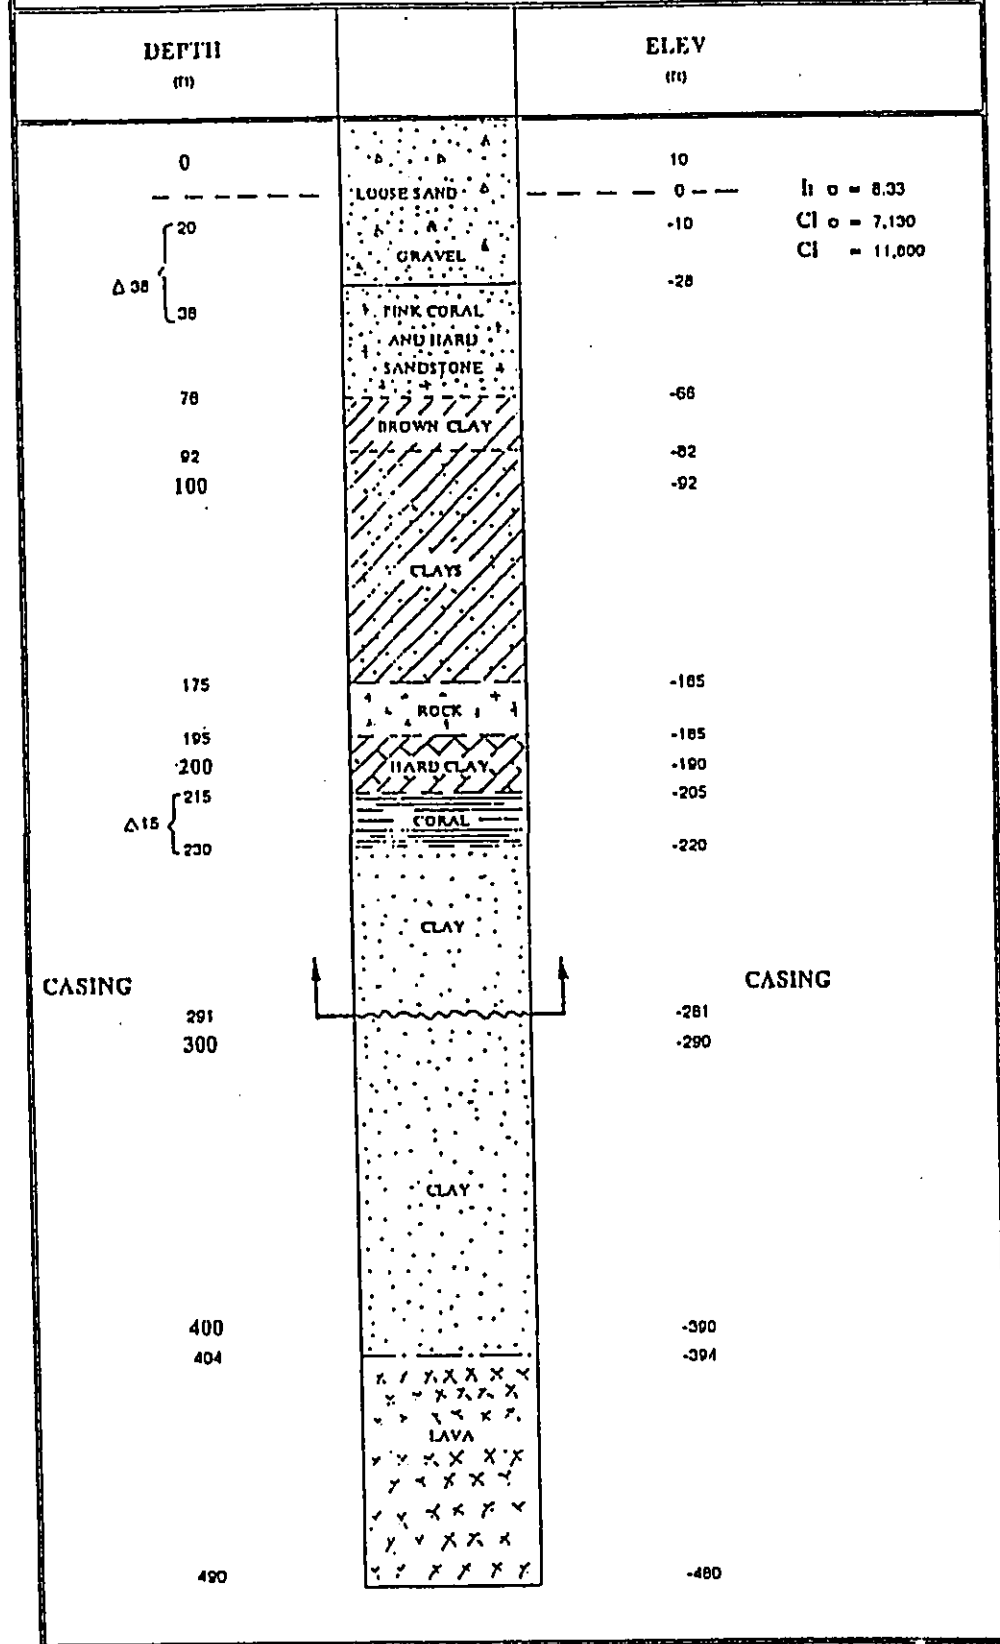 DEPTH ELEV
(ft) (ft)
0 10
LOOSE SAND 0 h o = 8.33
20 -10 Cl o = 7,130
GRAVEL Cl = 11,800
Δ 38 -28
38 PINK CORAL
AND HARD
SANDSTONE
76 -66
BROWN CLAY
92 -82
100 -92
CLAYS
175 -165
ROCK
195 -185
200 HARD CLAY -190
215 -205
Δ 15 CORAL
230 -220
CLAY
CASING CASING
291 -281
300 -290
CLAY
400 -390
404 -394
LAVA
490 -480